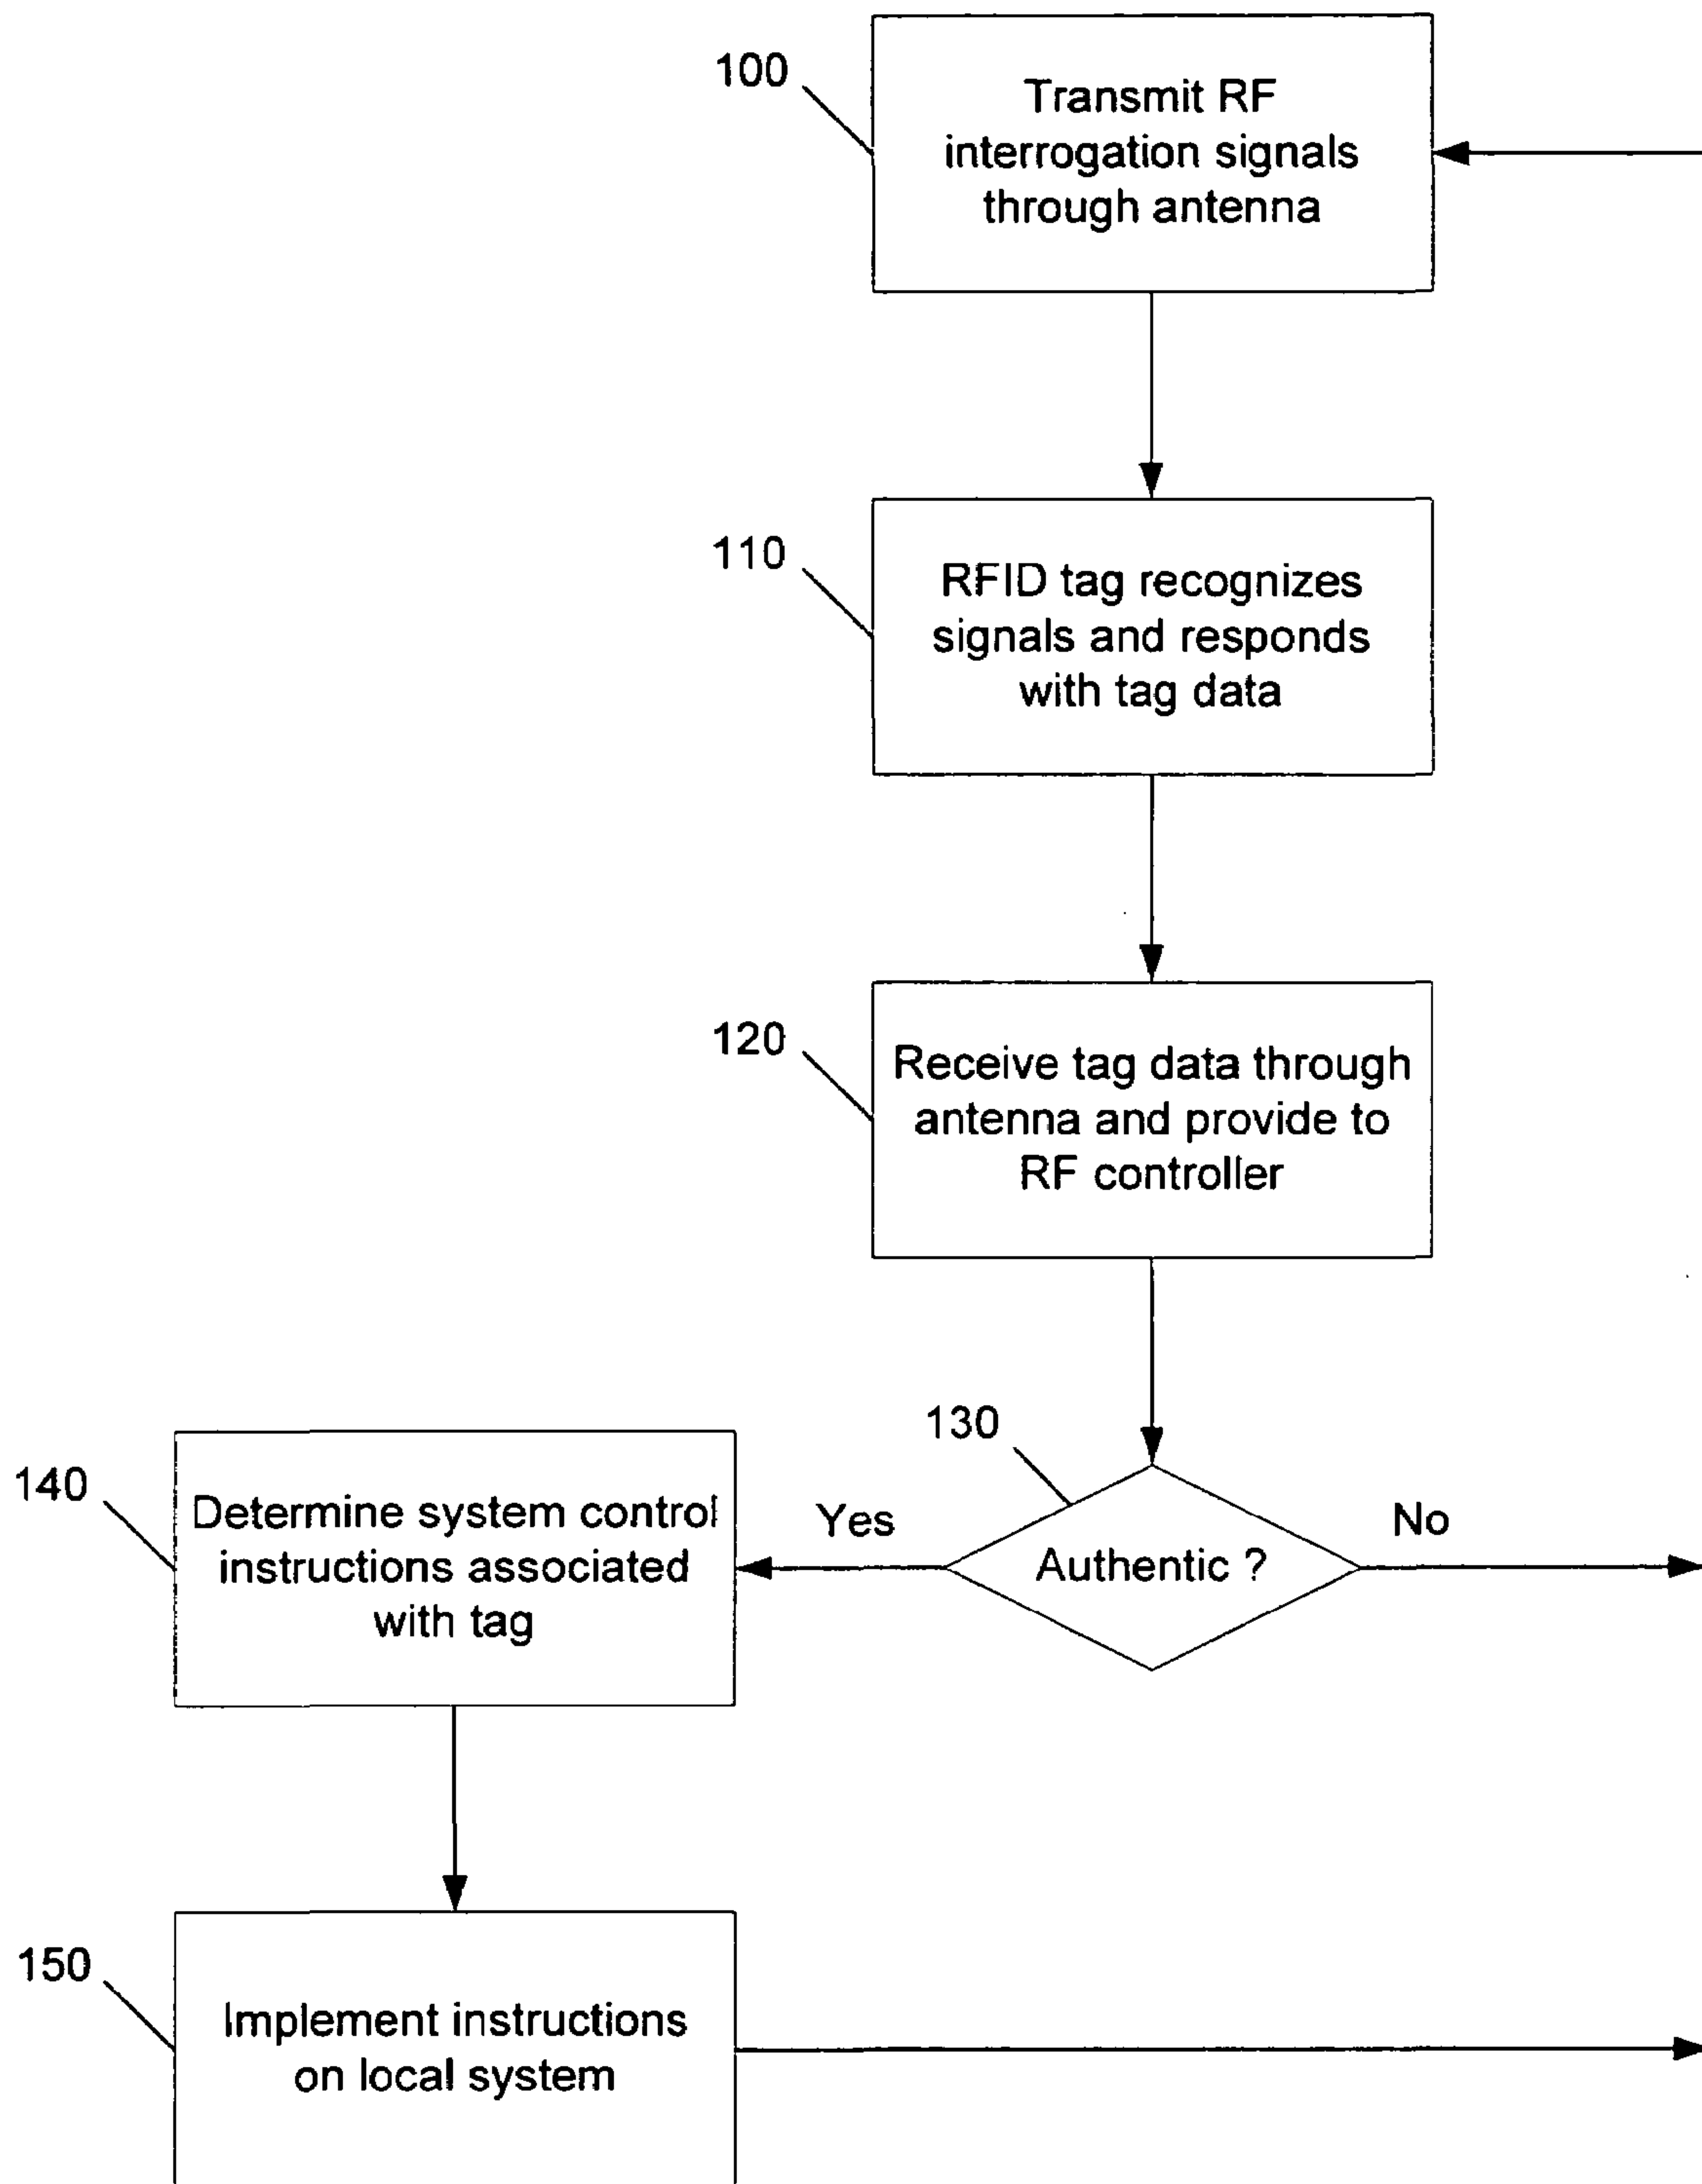 100
Transmit RF
interrogation signals
through antenna
110
RFID tag recognizes
signals and responds
with tag data
120
Receive tag data through
antenna and provide to
RF controller
130
Authentic ?
Yes
No
140
Determine system control
instructions associated
with tag
150
Implement instructions
on local system